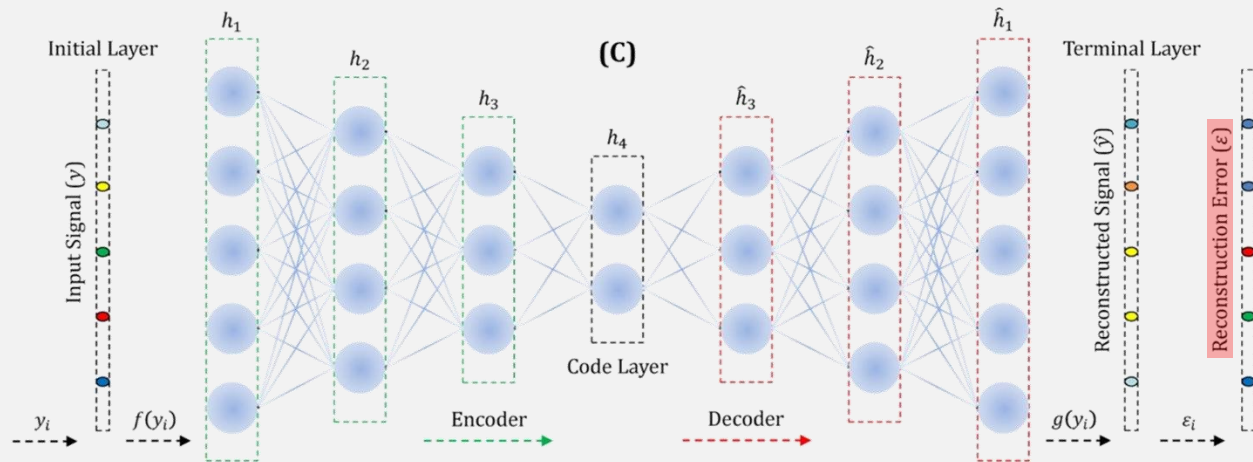 (C)
Initial Layer
h₁
h₂
h₃
h₄
ĥ₃
ĥ₂
ĥ₁
Terminal Layer
Input Signal (y)
Reconstructed Signal (ŷ)
Reconstruction Error (ε)
Code Layer
Encoder
Decoder
yᵢ
f(yᵢ)
g(yᵢ)
εᵢ